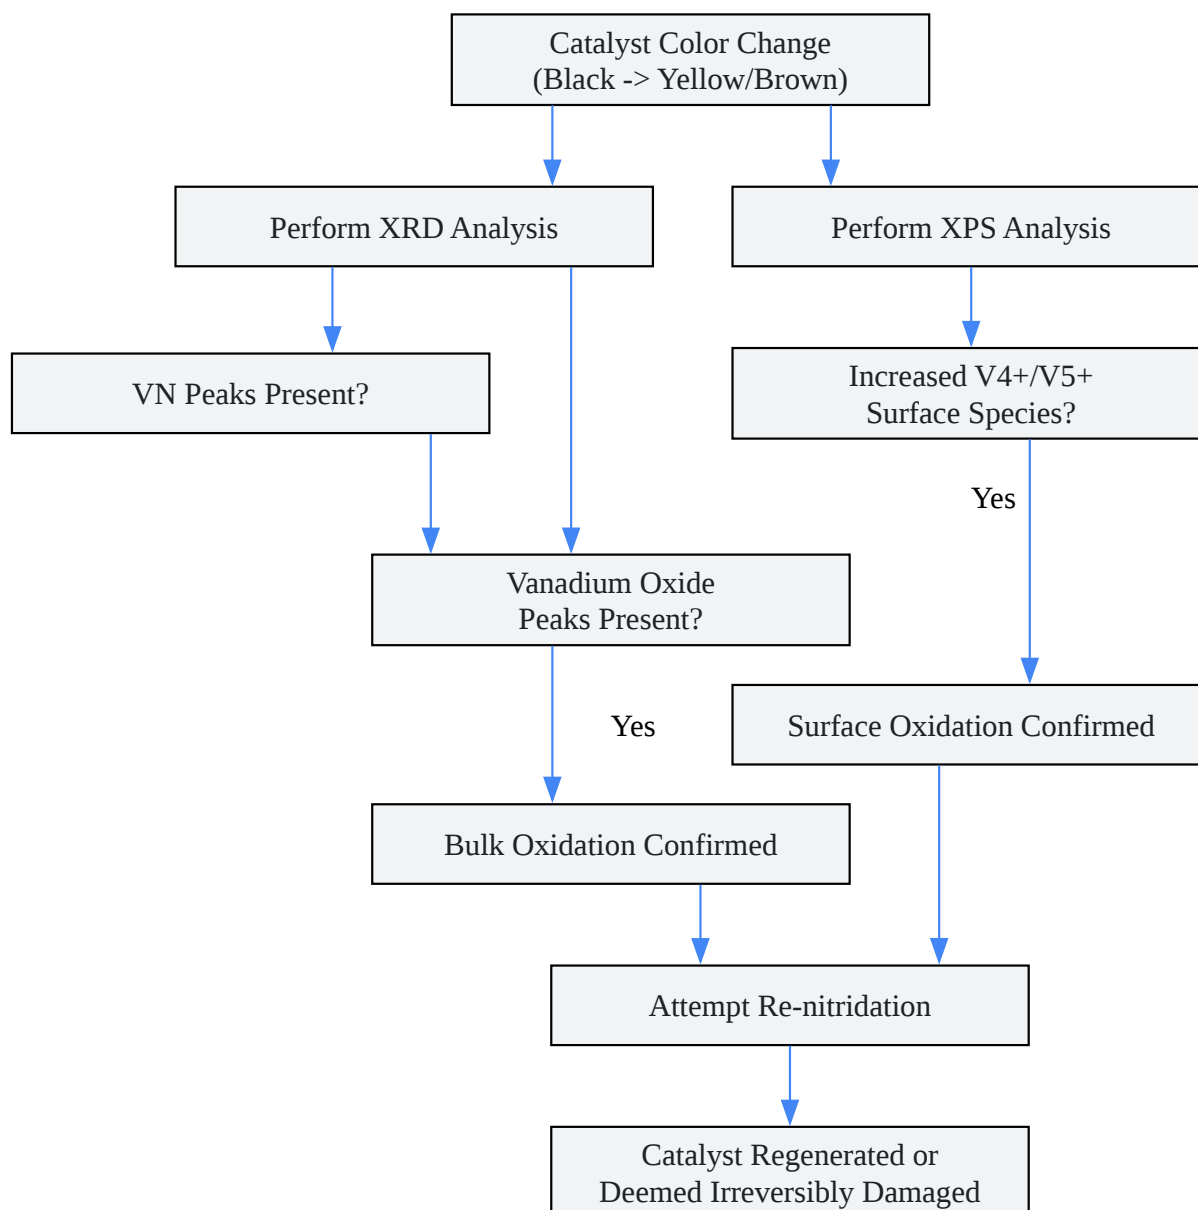 Catalyst Color Change
(Black -> Yellow/Brown)
Perform XRD Analysis
Perform XPS Analysis
VN Peaks Present?
Increased V4+/V5+
Surface Species?
Yes
Vanadium Oxide
Peaks Present?
Yes
Surface Oxidation Confirmed
Bulk Oxidation Confirmed
Attempt Re-nitridation
Catalyst Regenerated or
Deemed Irreversibly Damaged